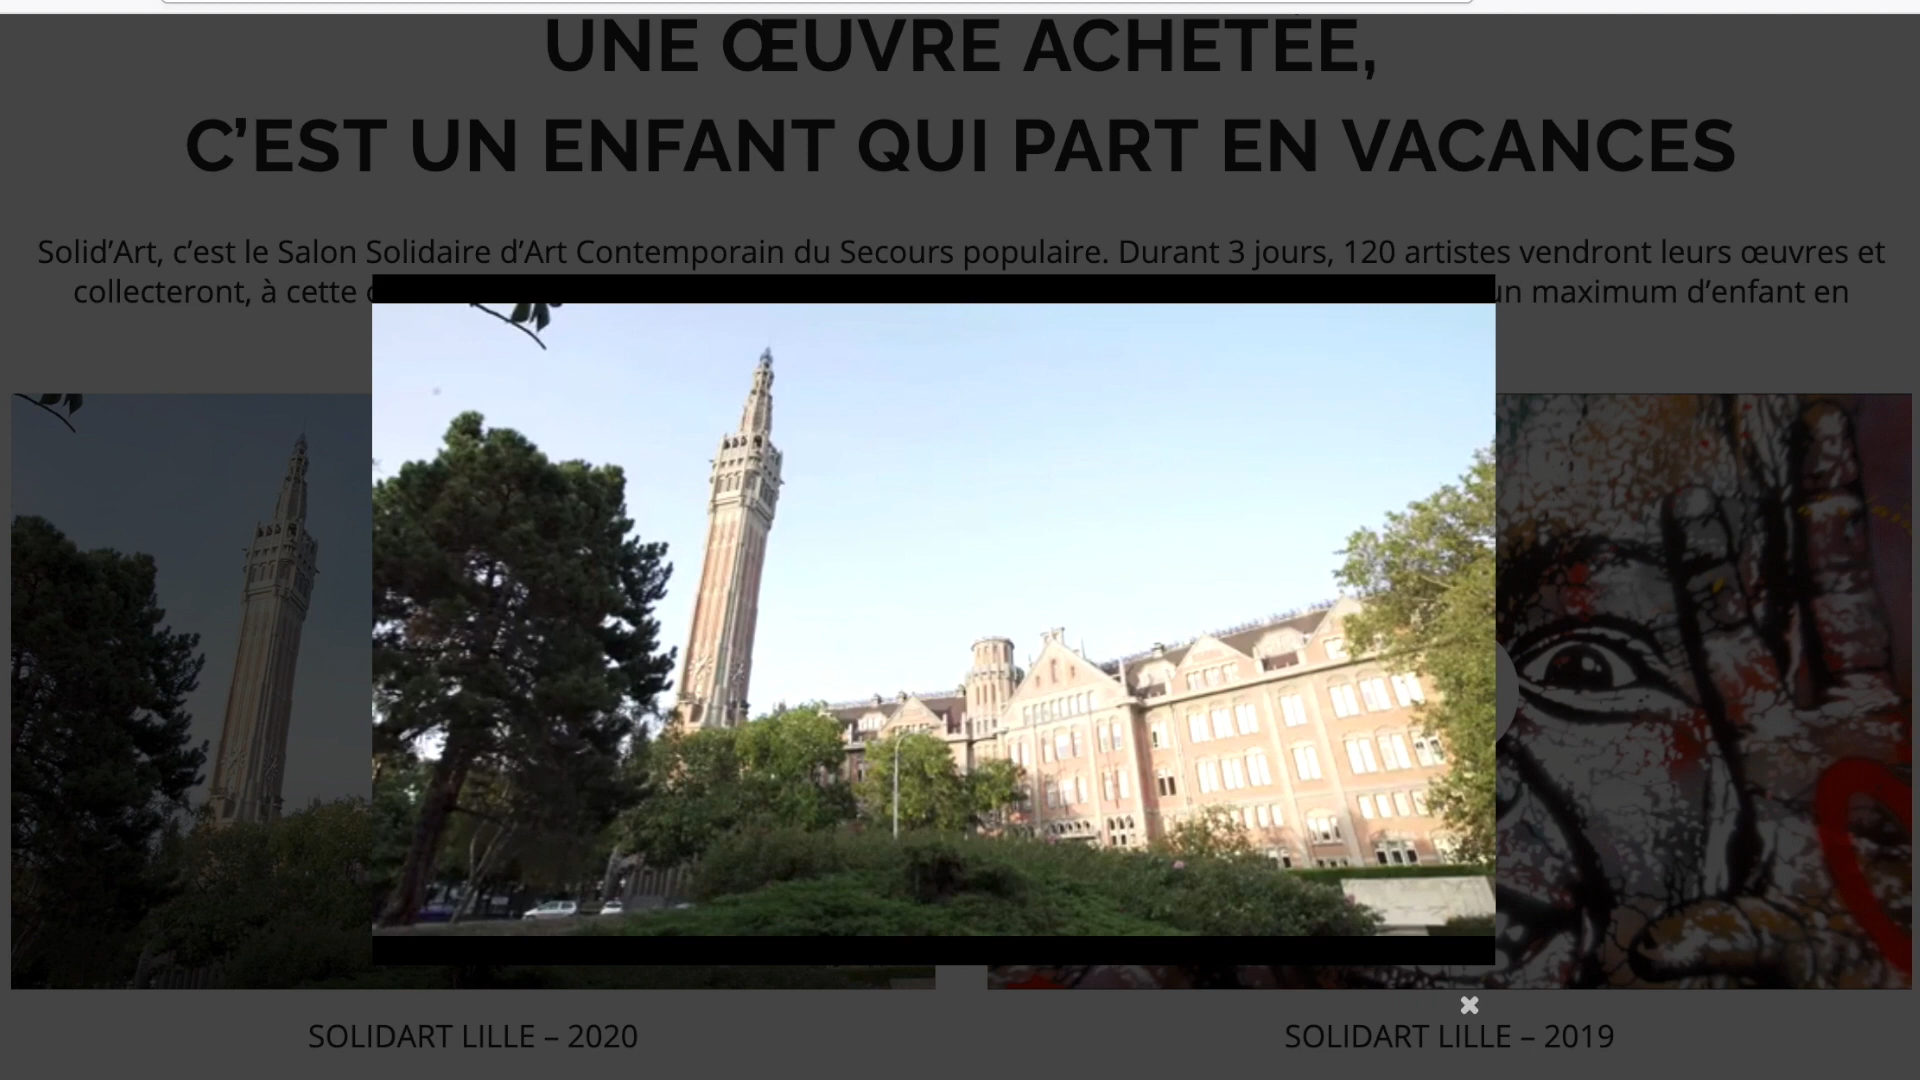 UNE ŒUVRE ACHETÉE,
C’EST UN ENFANT QUI PART EN VACANCES
Solid’Art, c’est le Salon Solidaire d’Art Contemporain du Secours populaire. Durant 3 jours, 120 artistes vendront leurs œuvres et
collecteront, à cette un maximum d’enfant en
SOLIDART LILLE – 2020
SOLIDART LILLE – 2019